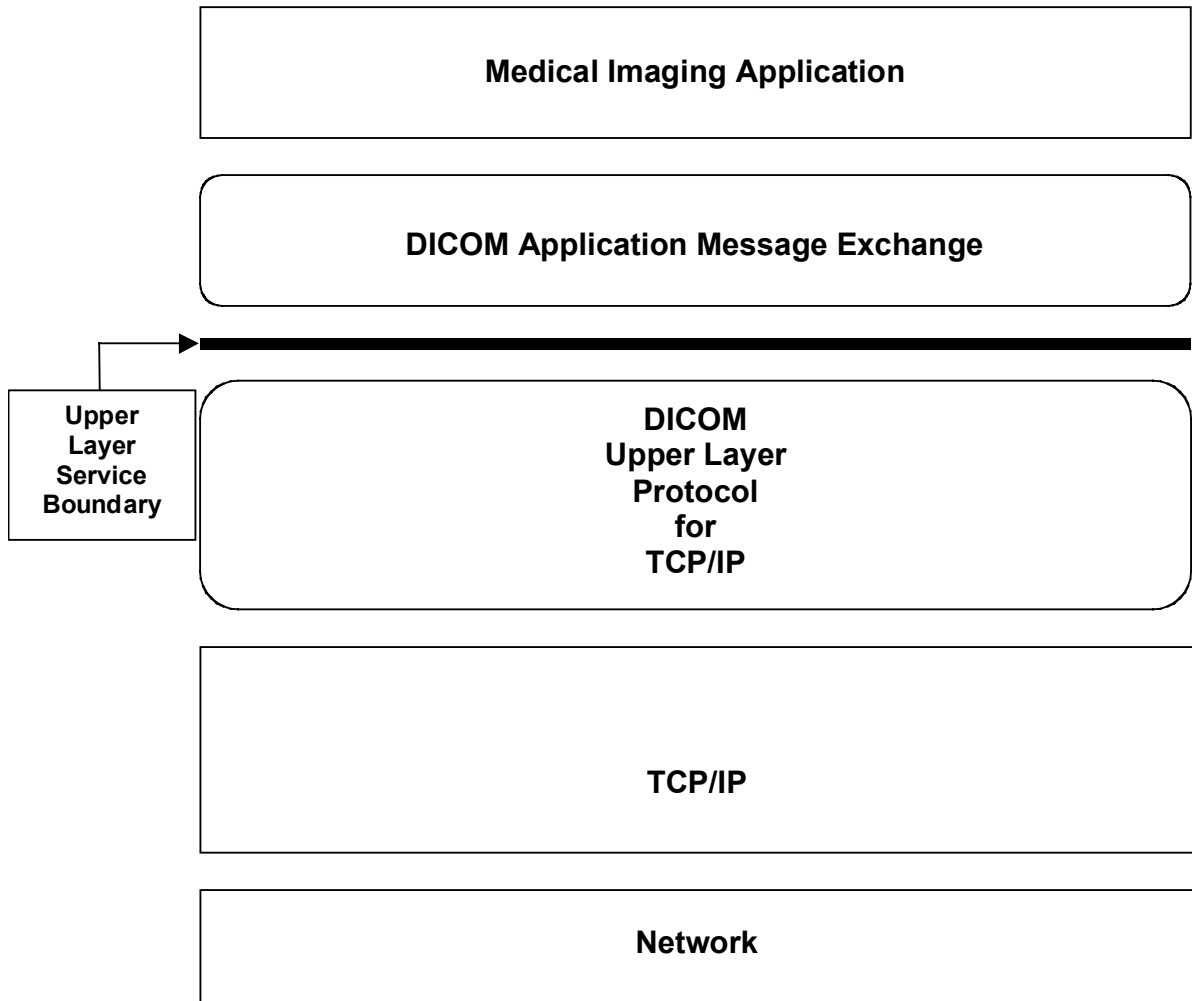 Medical Imaging Application
DICOM Application Message Exchange
Upper
Layer
Service
Boundary
DICOM
Upper Layer
Protocol
for
TCP/IP
TCP/IP
Network